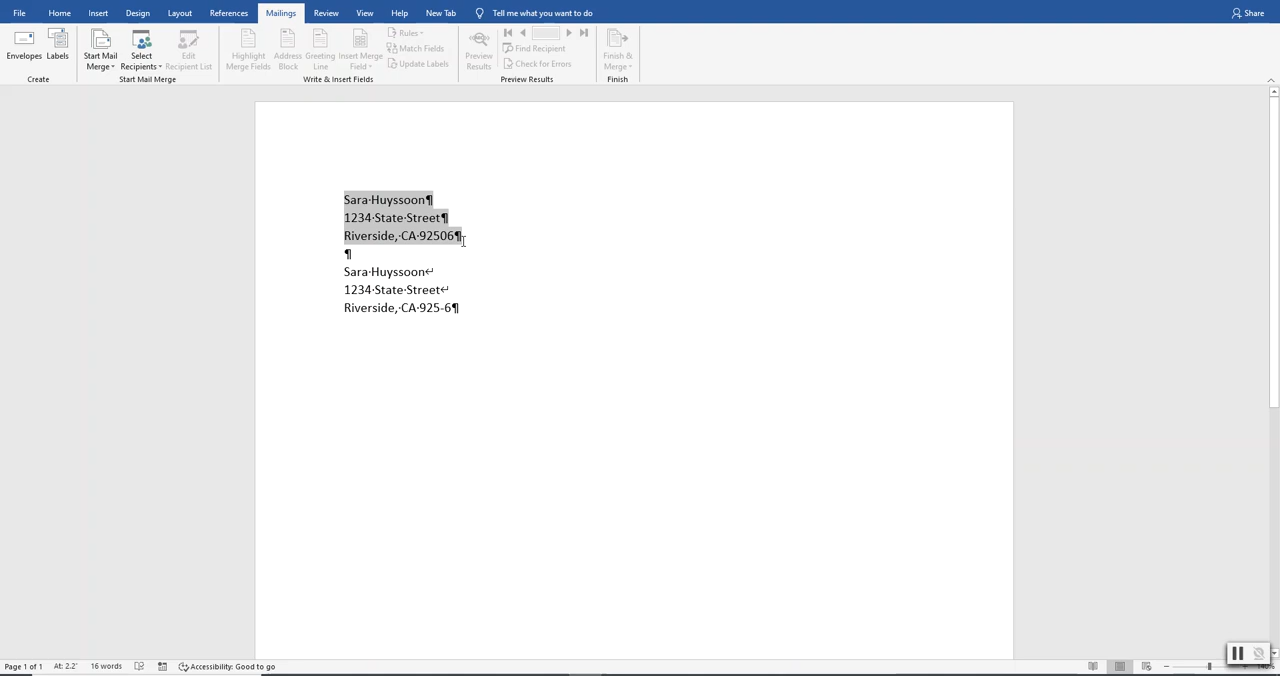 File Home Insert Design Layout References Mailings Review View Help New Tab Tell me what you want to do Share
Envelopes Labels Start Mail Merge Select Recipients Edit Recipient List Highlight Merge Fields Address Block Greeting Line Insert Merge Field Rules Match Fields Update Labels Preview Results Find Recipient Check for Errors Finish & Merge
Create Start Mail Merge Write & Insert Fields Preview Results Finish
Sara·Huyssoon¶
1234·State·Street¶
Riverside,·CA·92506¶
¶
Sara·Huyssoon↵
1234·State·Street↵
Riverside,·CA·925-6¶
Page 1 of 1 At: 2.2" 16 words Accessibility: Good to go